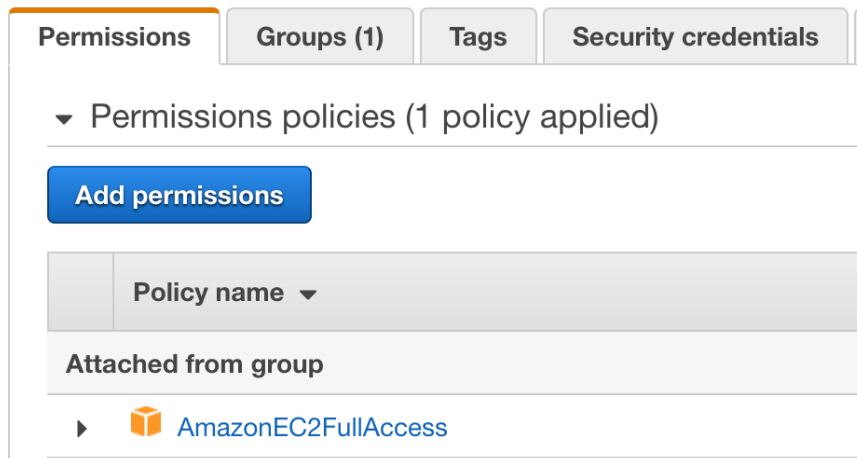 Permissions Groups (1) Tags Security credentials
Permissions policies (1 policy applied)
Add permissions
Policy name
Attached from group
AmazonEC2FullAccess